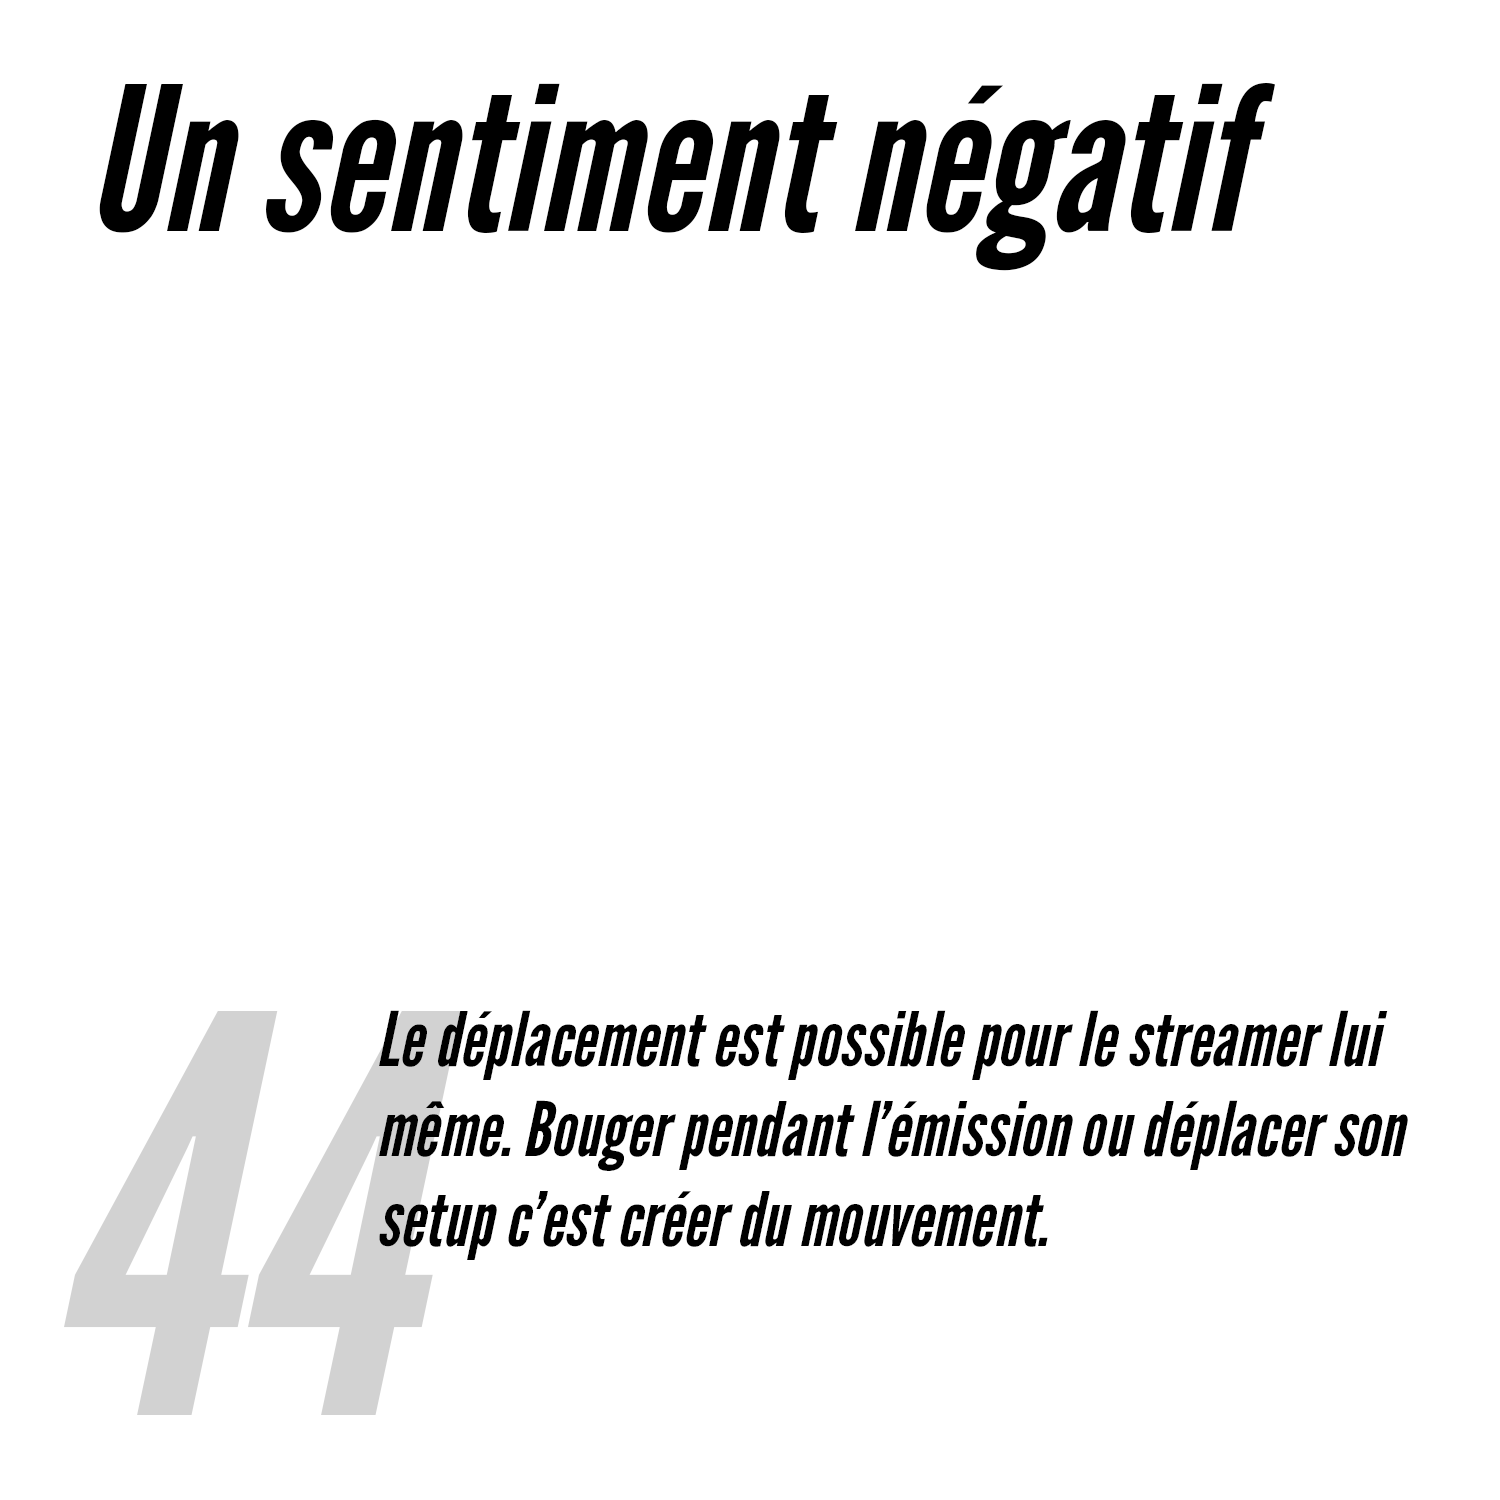 Un sentiment négatif
44
Le déplacement est possible pour le streamer lui
même. Bouger pendant l’émission ou déplacer son
setup c’est créer du mouvement.